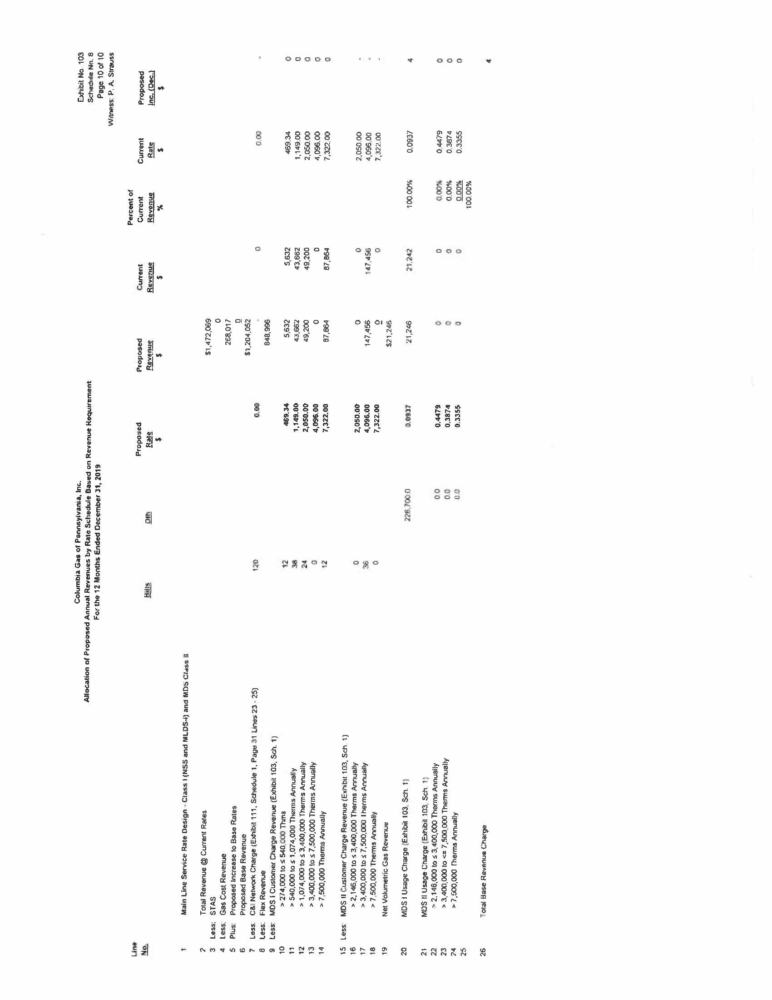 Exhibit No. 103
Schedule No. 8
Page 10 of 10
Witness: P. A. Strauss
Columbia Gas of Pennsylvania, Inc.
Allocation of Proposed Annual Revenues by Rate Schedule Based on Revenue Requirement
For the 12 Months Ended December 31, 2019
Line No. Bills Dth Proposed Rate $ Proposed Revenue $ Current Revenue $ Percent of Current Revenue % Current Rate $ Proposed Inc. (Dec.) $
1 Main Line Service Rate Design - Class I (NSS and MLDS-I) and MDS Class II
2 Total Revenue @ Current Rates $1,472,069
3 Less: STAS 0
4 Less: Gas Cost Revenue 268,017
5 Plus: Proposed Increase to Base Rates 0
6 Proposed Base Revenue $1,204,052
7 Less: C&I Network Charge (Exhibit 111, Schedule 1, Page 31 Lines 23 - 25) 120 0.00 - 0 0.00 -
8 Less: Flex Revenue 848,996
9 Less: MDS I Customer Charge Revenue (Exhibit 103, Sch. 1)
10 > 274,000 to ≤ 540,000 Thms 12 469.34 5,632 5,632 469.34 0
11 > 540,000 to ≤ 1,074,000 Therms Annually 38 1,149.00 43,662 43,662 1,149.00 0
12 > 1,074,000 to ≤ 3,400,000 Therms Annually 24 2,050.00 49,200 49,200 2,050.00 0
13 > 3,400,000 to ≤ 7,500,000 Therms Annually 0 4,096.00 0 0 4,096.00 0
14 > 7,500,000 Therms Annually 12 7,322.00 87,864 87,864 7,322.00 0
15 Less: MDS II Customer Charge Revenue (Exhibit 103, Sch. 1)
16 > 2,146,000 to ≤ 3,400,000 Therms Annually 0 2,050.00 0 0 2,050.00 -
17 > 3,400,000 to ≤ 7,500,000 Therms Annually 36 4,096.00 147,456 147,456 4,096.00 -
18 > 7,500,000 Therms Annually 0 7,322.00 0 0 7,322.00 -
19 Net Volumetric Gas Revenue $21,246
20 MDS I Usage Charge (Exhibit 103, Sch. 1) 226,700.0 0.0937 21,246 21,242 100.00% 0.0937 4
21 MDS II Usage Charge (Exhibit 103, Sch. 1)
22 > 2,146,000 to ≤ 3,400,000 Therms Annually 0.0 0.4479 0 0 0.00% 0.4479 0
23 > 3,400,000 to <= 7,500,000 Therms Annually 0.0 0.3874 0 0 0.00% 0.3874 0
24 > 7,500,000 Therms Annually 0.0 0.3355 0 0 0.00% 0.3355 0
25 100.00%
26 Total Base Revenue Charge 4